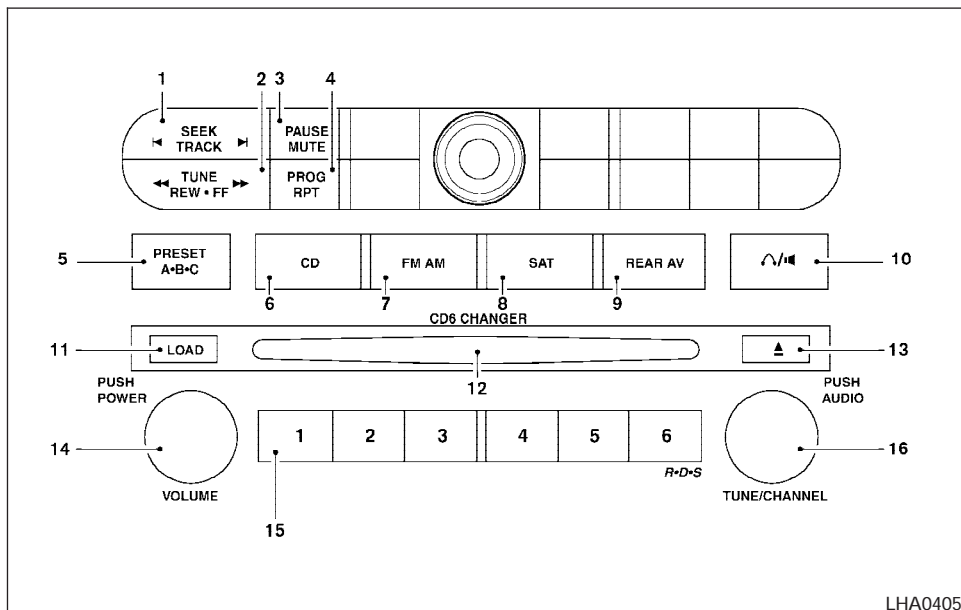 1 2 3 4
SEEK
TRACK
PAUSE
MUTE
TUNE
REW • FF
PROG
RPT
5
PRESET
A•B•C
CD
FM AM
SAT
REAR AV
10
6 7 8 9
CD6 CHANGER
11
LOAD
13
12
PUSH
POWER
PUSH
AUDIO
14
1 2 3 4 5 6
16
R•D•S
VOLUME
TUNE/CHANNEL
15
LHA0405